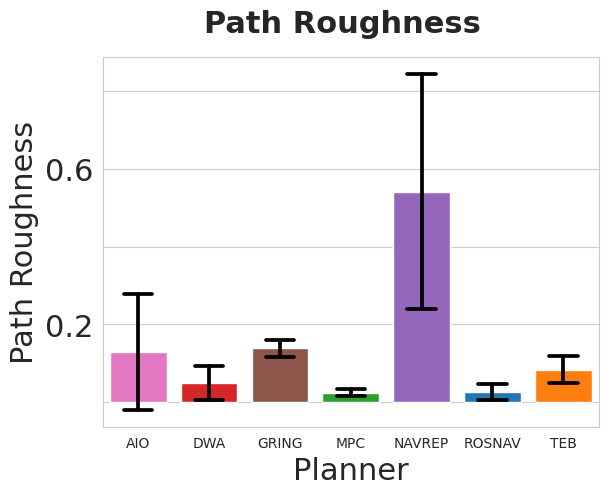 Path Roughness
Path Roughness
0.6
0.2
AIO DWA GRING MPC NAVREP ROSNAV TEB
Planner